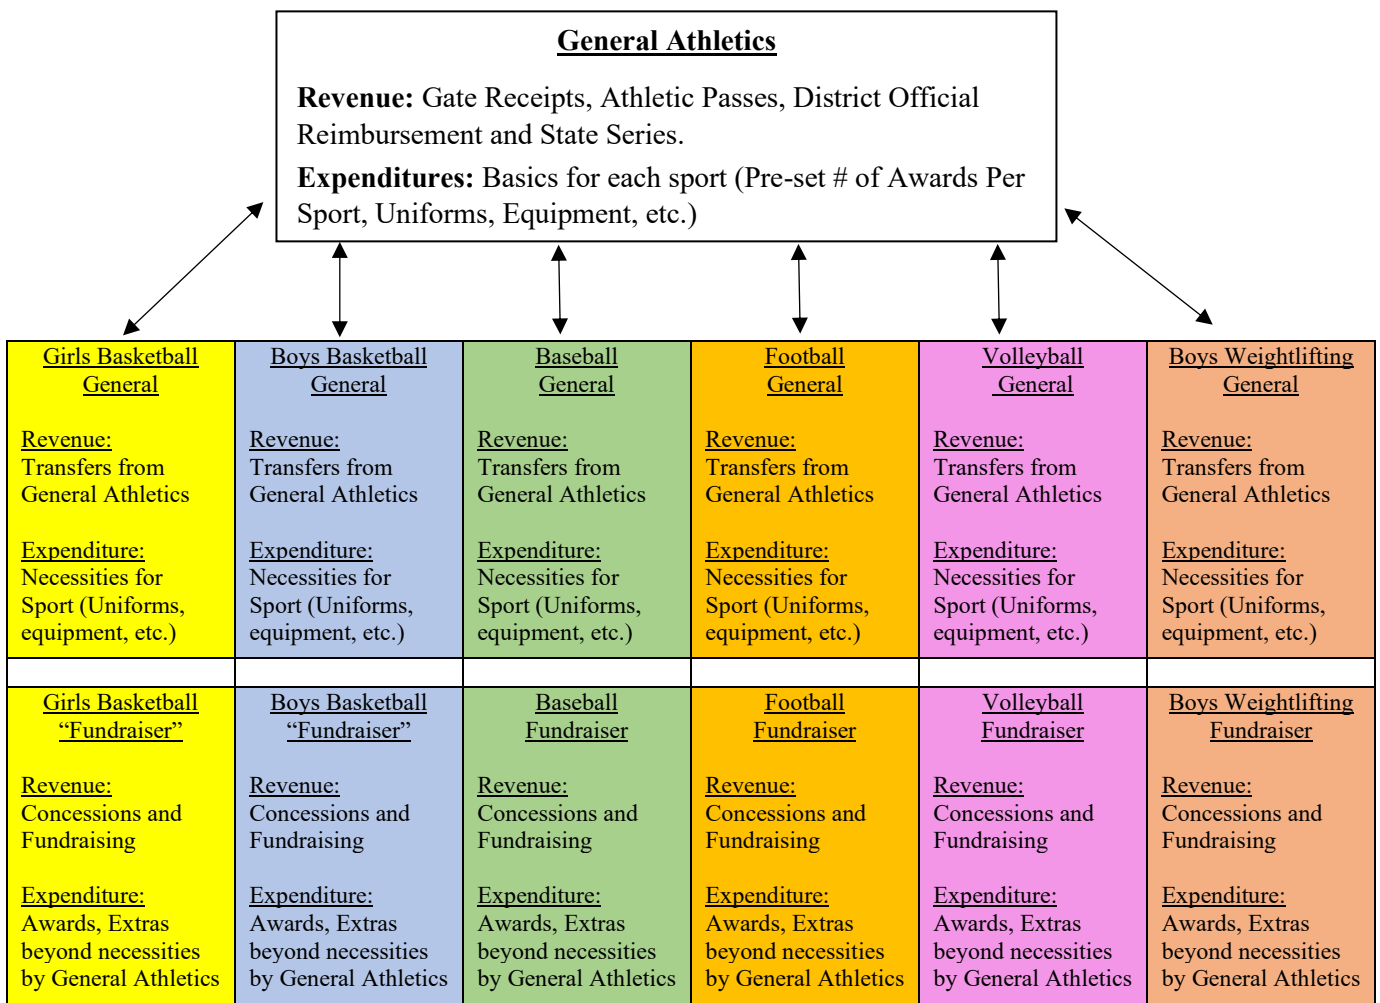 General Athletics
Revenue: Gate Receipts, Athletic Passes, District Official
Reimbursement and State Series.
Expenditures: Basics for each sport (Pre-set # of Awards Per
Sport, Uniforms, Equipment, etc.)
Girls Basketball
General
Revenue:
Transfers from
General Athletics
Expenditure:
Necessities for
Sport (Uniforms,
equipment, etc.)
Boys Basketball
General
Revenue:
Transfers from
General Athletics
Expenditure:
Necessities for
Sport (Uniforms,
equipment, etc.)
Baseball
General
Revenue:
Transfers from
General Athletics
Expenditure:
Necessities for
Sport (Uniforms,
equipment, etc.)
Football
General
Revenue:
Transfers from
General Athletics
Expenditure:
Necessities for
Sport (Uniforms,
equipment, etc.)
Volleyball
General
Revenue:
Transfers from
General Athletics
Expenditure:
Necessities for
Sport (Uniforms,
equipment, etc.)
Boys Weightlifting
General
Revenue:
Transfers from
General Athletics
Expenditure:
Necessities for
Sport (Uniforms,
equipment, etc.)
Girls Basketball
“Fundraiser”
Revenue:
Concessions and
Fundraising
Expenditure:
Awards, Extras
beyond necessities
by General Athletics
Boys Basketball
“Fundraiser”
Revenue:
Concessions and
Fundraising
Expenditure:
Awards, Extras
beyond necessities
by General Athletics
Baseball
Fundraiser
Revenue:
Concessions and
Fundraising
Expenditure:
Awards, Extras
beyond necessities
by General Athletics
Football
Fundraiser
Revenue:
Concessions and
Fundraising
Expenditure:
Awards, Extras
beyond necessities
by General Athletics
Volleyball
Fundraiser
Revenue:
Concessions and
Fundraising
Expenditure:
Awards, Extras
beyond necessities
by General Athletics
Boys Weightlifting
Fundraiser
Revenue:
Concessions and
Fundraising
Expenditure:
Awards, Extras
beyond necessities
by General Athletics